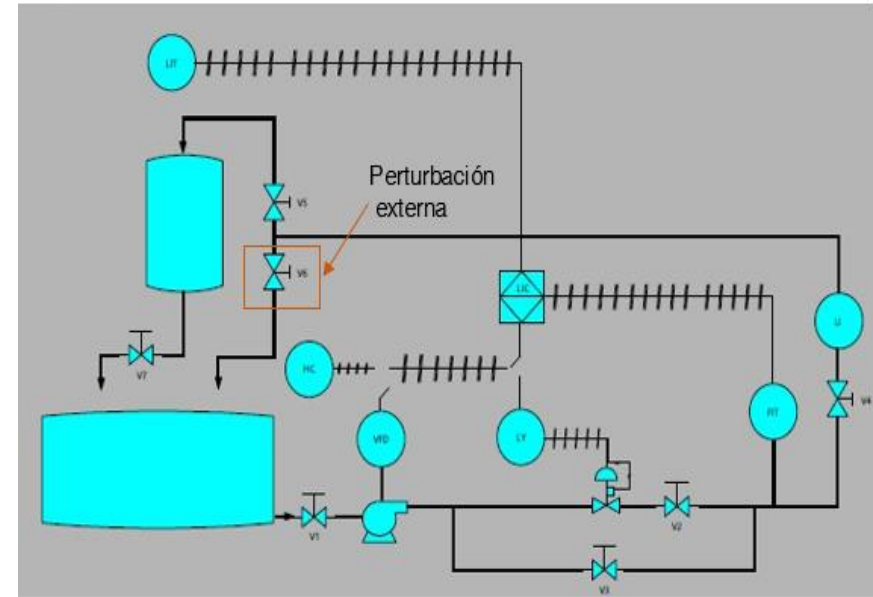 LIT
V5
Perturbación
externa
V6
LIC
LI
V7
HC
V4
FIT
VFD
LY
V1
V2
V3